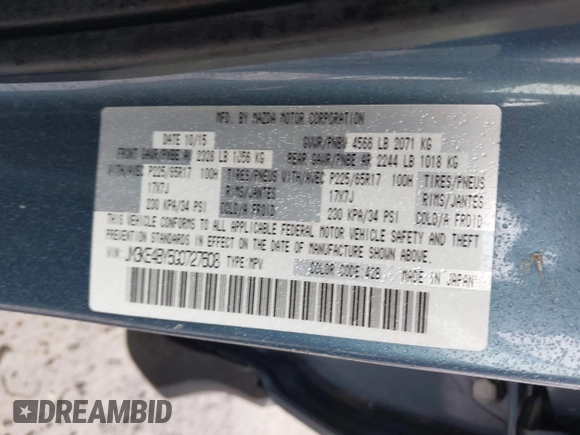 MFD. BY MAZDA MOTOR CORPORATION
DATE 10/15 GVWR/PNBV 4566 LB 2071 KG
FRONT GAWR/PNBE AV 2328 LB 1056 KG REAR GAWR/PNBE AR 2244 LB 1018 KG
WITH/AVEC P225/65R17 100H TIRES/PNEUS WITH/AVEC P225/65R17 100H TIRES/PNEUS
17X7J RIMS/JANTES 17X7J RIMS/JANTES
230 KPA/34 PSI COLD/A FROID 230 KPA/34 PSI COLD/A FROID
THIS VEHICLE CONFORMS TO ALL APPLICABLE FEDERAL MOTOR VEHICLE SAFETY AND THEFT
PREVENTION STANDARDS IN EFFECT ON THE DATE OF MANUFACTURE SHOWN ABOVE.
VIN: JM3KE4BY5G0727508 TYPE: MPV COLOR CODE: 42B MADE IN JAPAN
DREAMBID